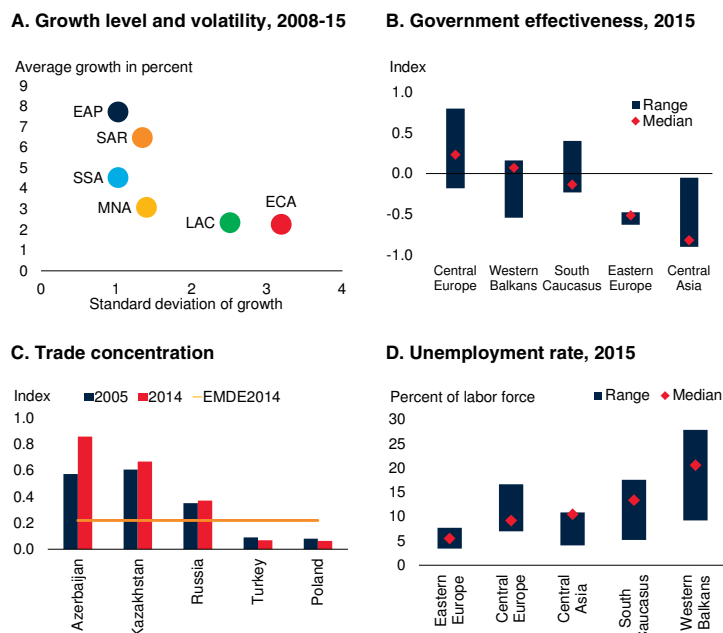 A. Growth level and volatility, 2008-15
Average growth in percent
9
8
7
6
5
4
3
2
1
0
EAP
SAR
SSA
MNA
LAC
ECA
0 1 2 3 4
Standard deviation of growth
B. Government effectiveness, 2015
Index
1.0
0.5
0.0
-0.5
-1.0
Range
Median
Central Europe
Western Balkans
South Caucasus
Eastern Europe
Central Asia
C. Trade concentration
Index
2005 2014 EMDE2014
1.0
0.8
0.6
0.4
0.2
0.0
Azerbaijan
Kazakhstan
Russia
Turkey
Poland
D. Unemployment rate, 2015
Percent of labor force
Range Median
30
25
20
15
10
5
0
Eastern
Europe
Central
Europe
Central
Asia
South
Caucasus
Western
Balkans